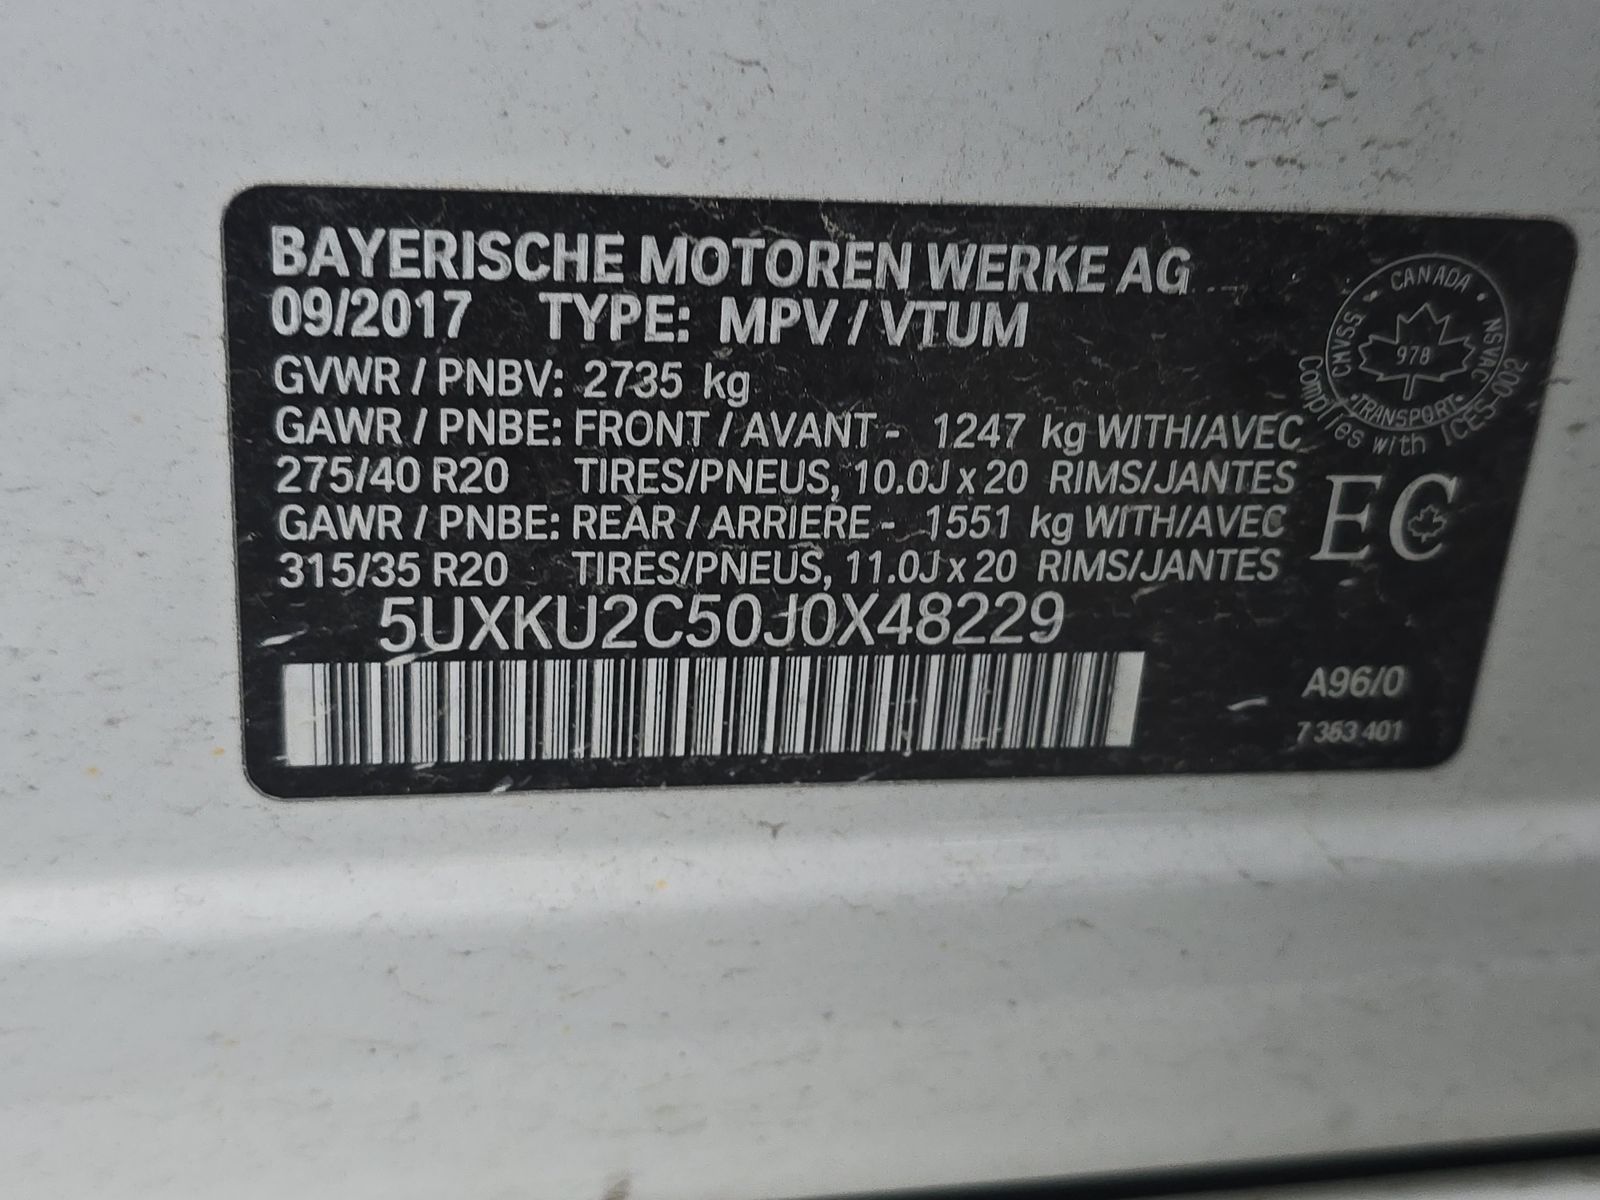 BAYERISCHE MOTOREN WERKE AG
09/2017 TYPE: MPV / VTUM
GVWR / PNBV: 2735 kg
GAWR / PNBE: FRONT / AVANT - 1247 kg WITH/AVEC
275/40 R20 TIRES/PNEUS, 10.0J x 20 RIMS/JANTES
GAWR / PNBE: REAR / ARRIERE - 1551 kg WITH/AVEC
315/35 R20 TIRES/PNEUS, 11.0J x 20 RIMS/JANTES
5UXKU2C50J0X48229
CANADA
CMVSS NSVAC
978
TRANSPORT
Complies with ICES-002
EC
A96/0
7 353 401